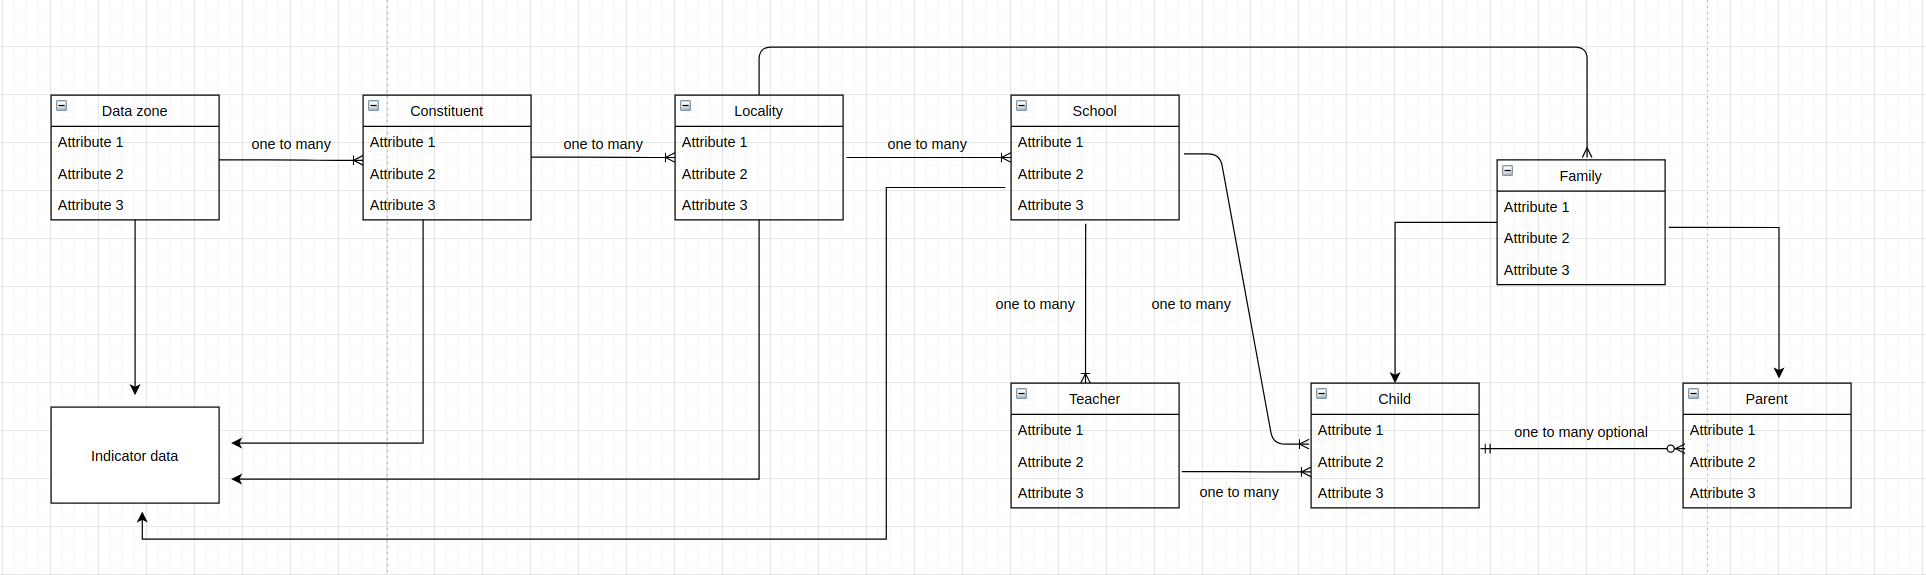 Data zone
Attribute 1
Attribute 2
Attribute 3
one to many
Constituent
Attribute 1
Attribute 2
Attribute 3
one to many
Locality
Attribute 1
Attribute 2
Attribute 3
one to many
School
Attribute 1
Attribute 2
Attribute 3
Family
Attribute 1
Attribute 2
Attribute 3
one to many
one to many
Indicator data
Teacher
Attribute 1
Attribute 2
Attribute 3
one to many
Child
Attribute 1
Attribute 2
Attribute 3
one to many optional
Parent
Attribute 1
Attribute 2
Attribute 3